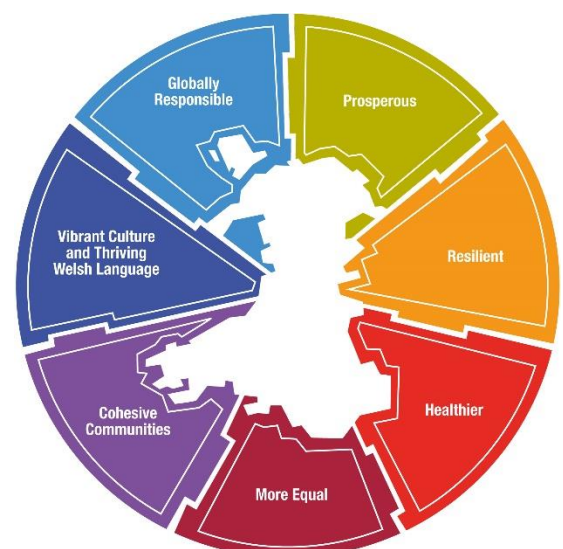 Globally
Responsible
Prosperous
Resilient
Healthier
More Equal
Cohesive
Communities
Vibrant Culture
and Thriving
Welsh Language